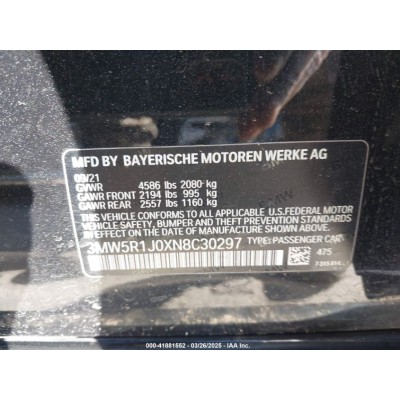 MFD BY BAYERISCHE MOTOREN WERKE AG
09/21
GVWR 4586 lbs 2080 kg
GAWR FRONT 2194 lbs 995 kg
GAWR REAR 2557 lbs 1160 kg
THIS VEHICLE CONFORMS TO ALL APPLICABLE U.S. FEDERAL
MOTOR VEHICLE SAFETY, BUMPER, AND THEFT PREVENTION
STANDARDS IN EFFECT ON THE DATE OF MANUFACTURE
SHOWN ABOVE.
3MW5R1J0XN8C30297 TYPE: PASSENGER CAR
475
000-41881552 - 03/26/2025 - IAA Inc.